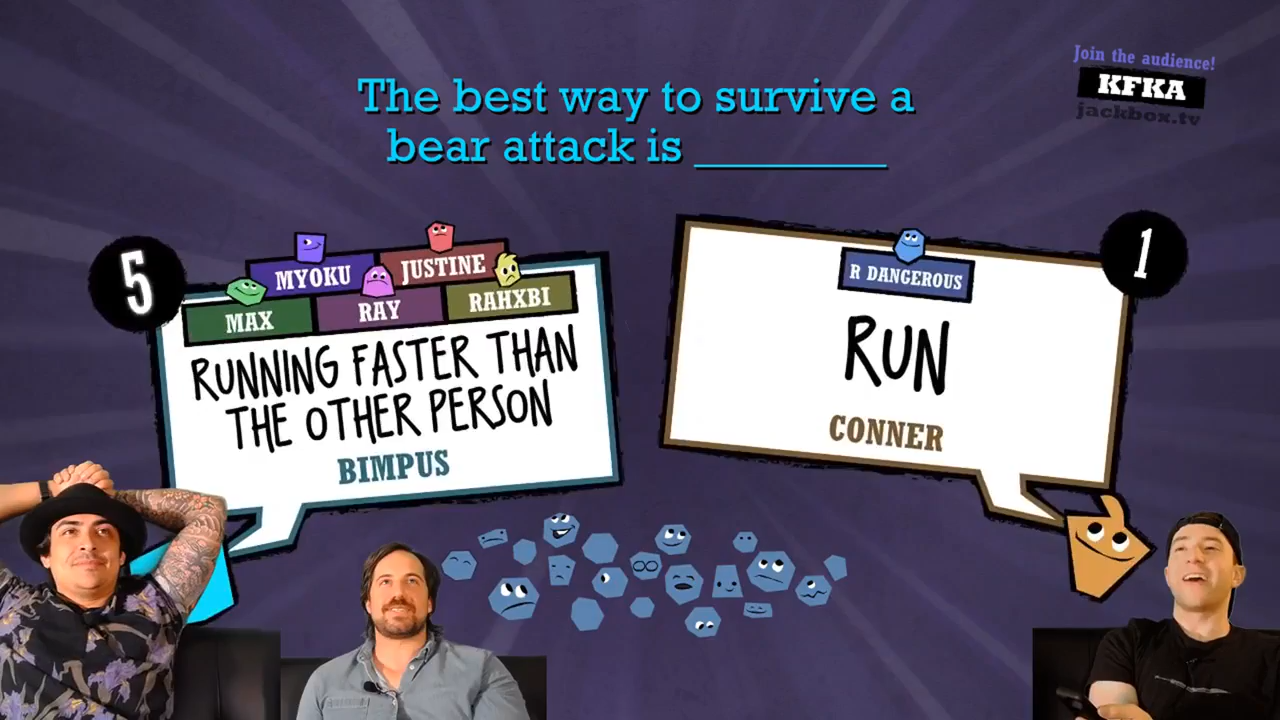 Join the audience!
KFKA
jackbox.tv
The best way to survive a
bear attack is ________
5
MYOKU
JUSTINE
MAX
RAY
RAHXBI
RUNNING FASTER THAN
THE OTHER PERSON
BIMPUS
1
R DANGEROUS
RUN
CONNER